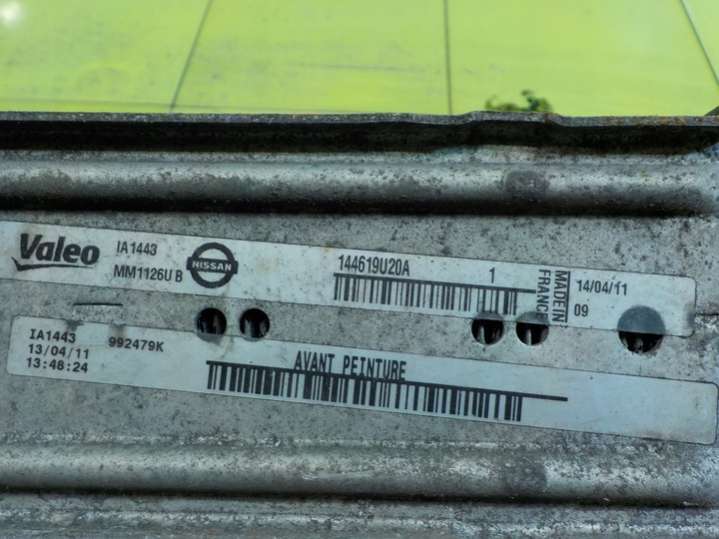 Valeo
IA1443
MM1126U B
NISSAN
144619U20A
1
MADE IN
FRANCE
14/04/11
09
IA1443
13/04/11
13:48:24
992479K
AVANT PEINTURE